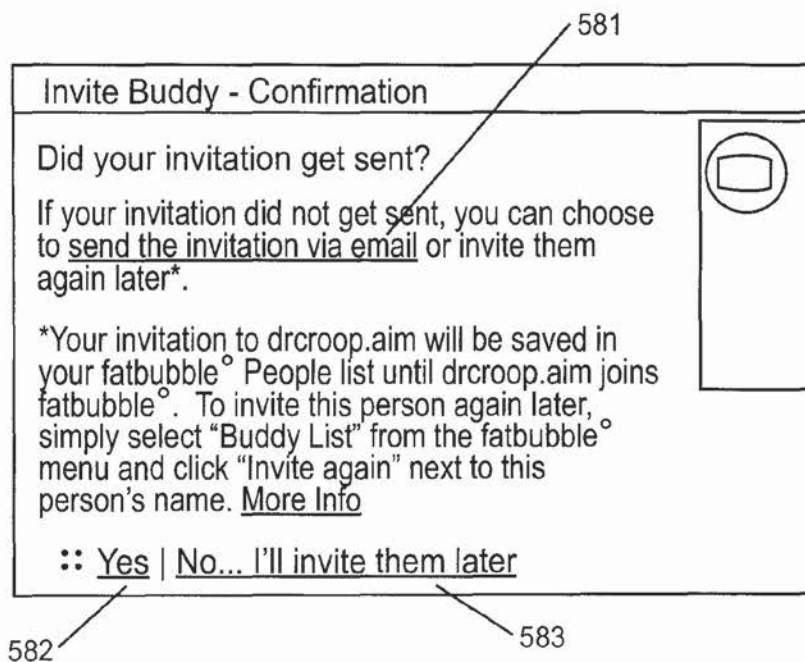 581
Invite Buddy - Confirmation
Did your invitation get sent?
If your invitation did not get sent, you can choose
to send the invitation via email or invite them
again later*.
*Your invitation to drcroop.aim will be saved in
your fatbubble° People list until drcroop.aim joins
fatbubble°. To invite this person again later,
simply select “Buddy List” from the fatbubble°
menu and click “Invite again” next to this
person's name. More Info
:: Yes | No... I'll invite them later
582
583